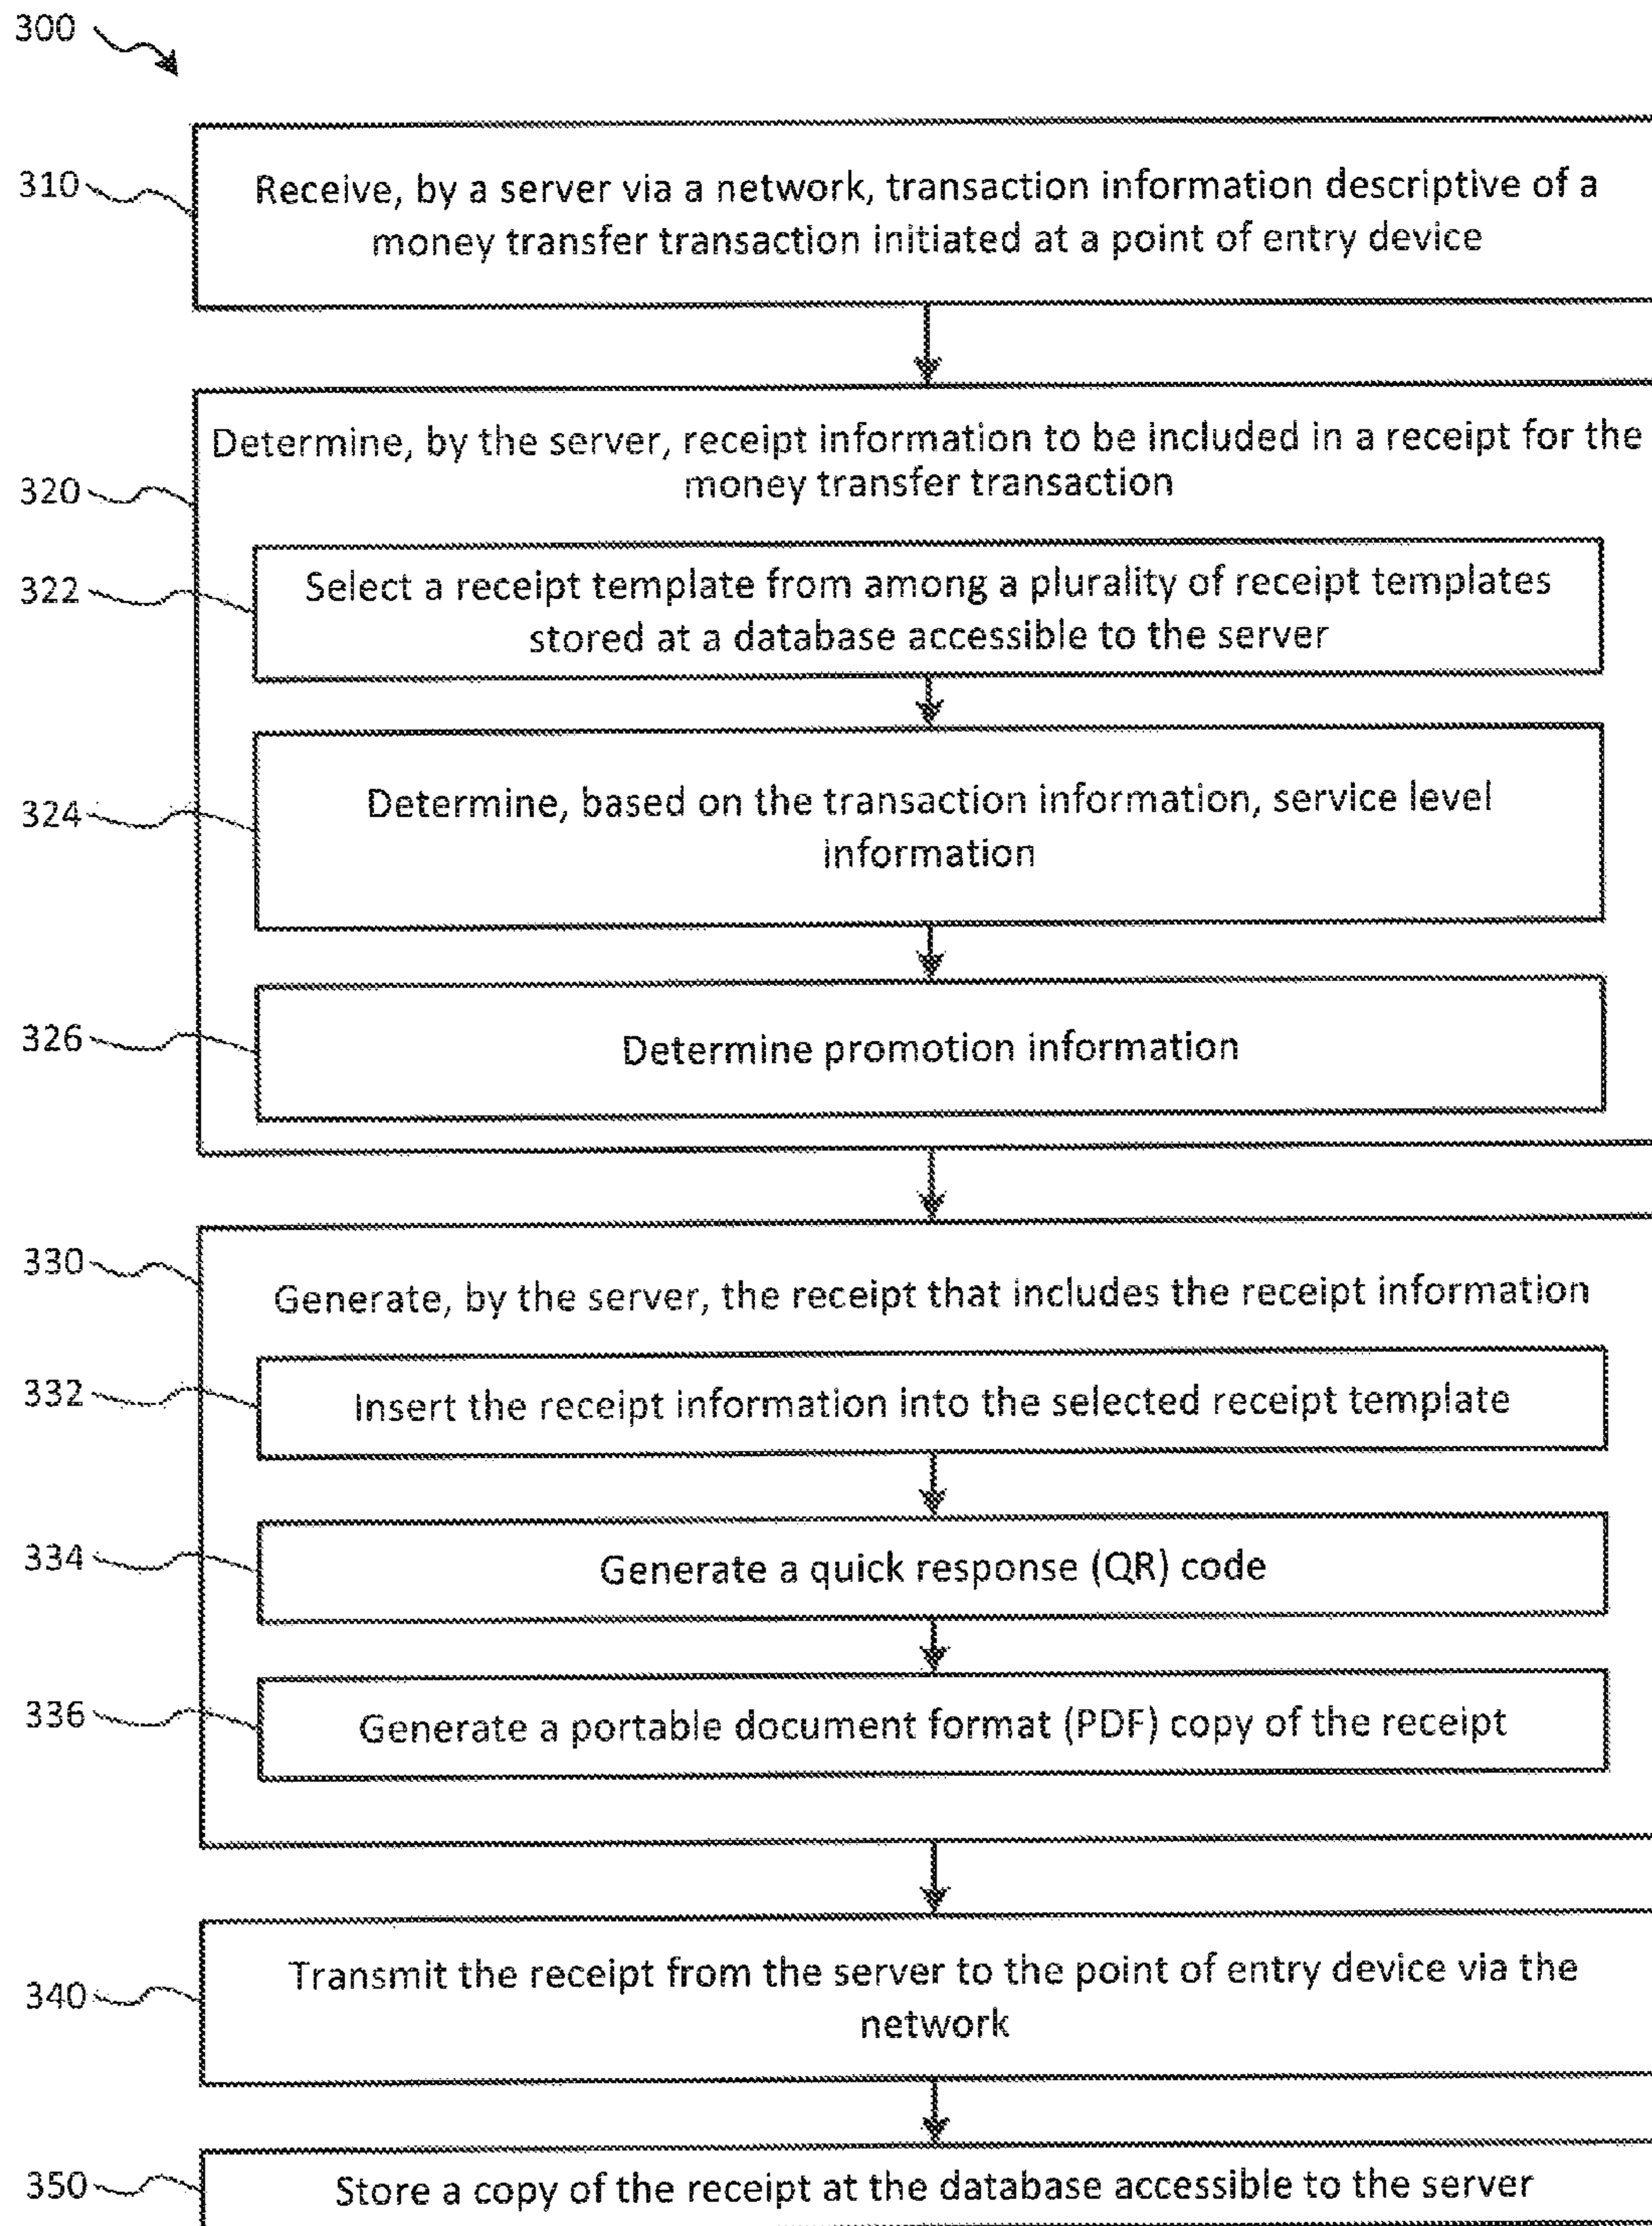 300
310
Receive, by a server via a network, transaction information descriptive of a
money transfer transaction initiated at a point of entry device
Determine, by the server, receipt information to be included in a receipt for the
money transfer transaction
320
322
Select a receipt template from among a plurality of receipt templates
stored at a database accessible to the server
324
Determine, based on the transaction information, service level
information
326
Determine promotion information
330
Generate, by the server, the receipt that includes the receipt information
332
Insert the receipt information into the selected receipt template
334
Generate a quick response (QR) code
336
Generate a portable document format (PDF) copy of the receipt
340
Transmit the receipt from the server to the point of entry device via the
network
350
Store a copy of the receipt at the database accessible to the server